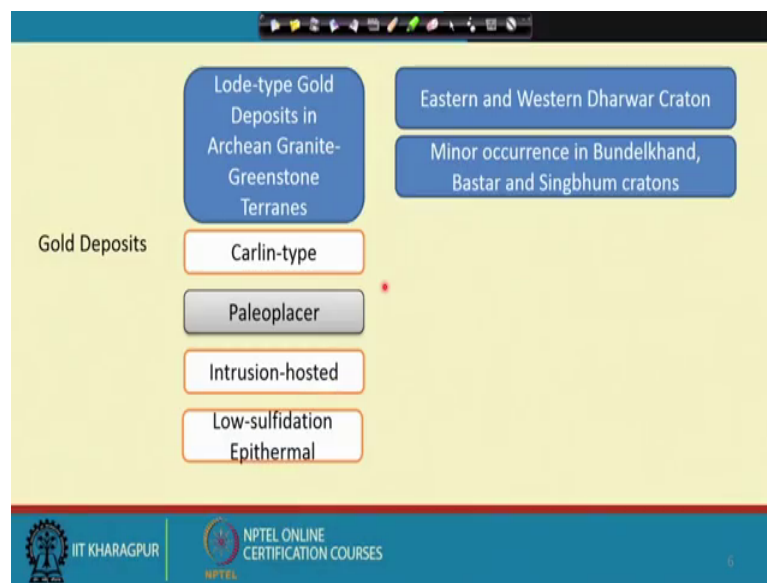 Gold Deposits
Lode-type Gold
Deposits in
Archean Granite-
Greenstone
Terranes
Carlin-type
Paleoplacer
Intrusion-hosted
Low-sulfidation
Epithermal
Eastern and Western Dharwar Craton
Minor occurrence in Bundelkhand,
Bastar and Singbhum cratons
IIT KHARAGPUR
NPTEL
NPTEL ONLINE
CERTIFICATION COURSES
6